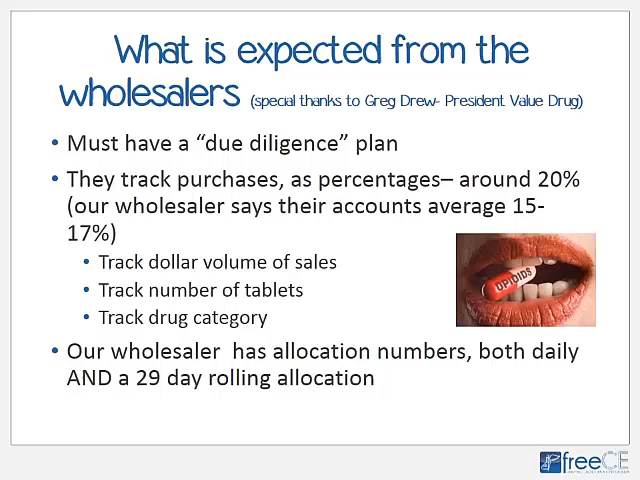 What is expected from the
wholesalers (special thanks to Greg Drew- President Value Drug)
• Must have a “due diligence” plan
• They track purchases, as percentages– around 20%
(our wholesaler says their accounts average 15-
17%)
• Track dollar volume of sales
• Track number of tablets
• Track drug category
OPIOIDS
• Our wholesaler has allocation numbers, both daily
AND a 29 day rolling allocation
freeCE